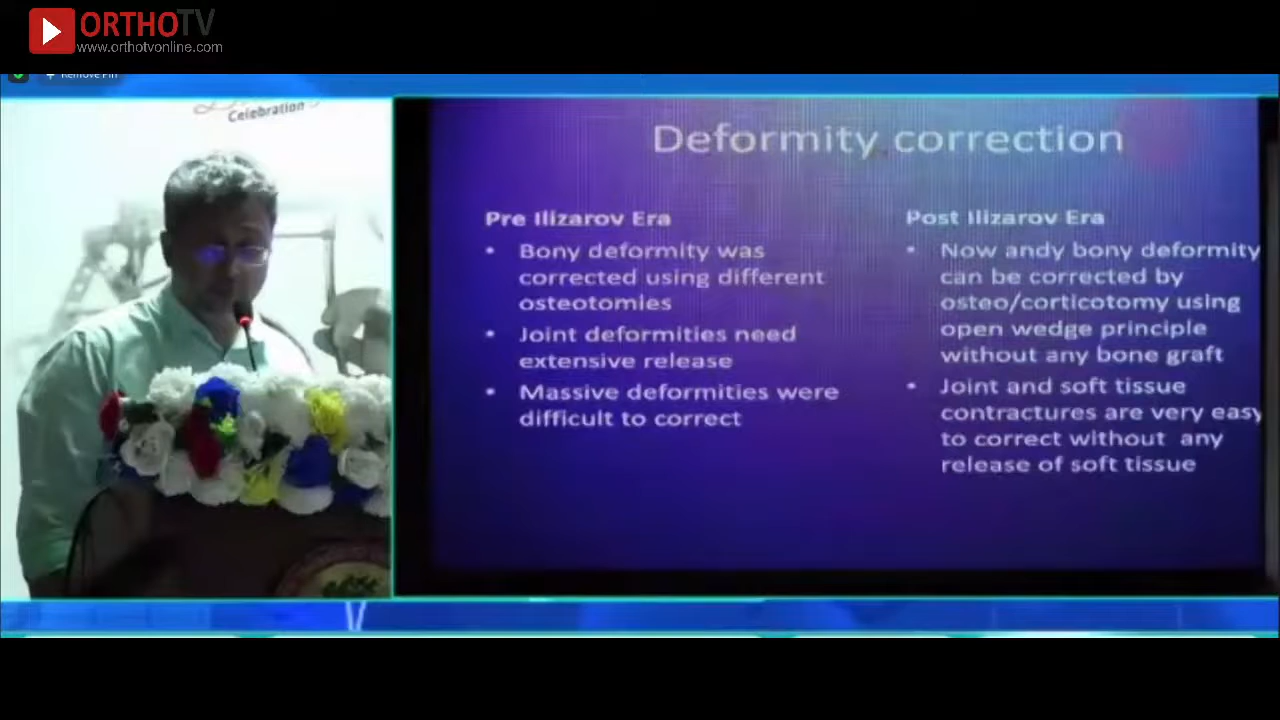 ORTHOTV
www.orthotvonline.com
Remove Pin
Celebration
Deformity correction
Pre Ilizarov Era
• Bony deformity was
corrected using different
osteotomies
• Joint deformities need
extensive release
• Massive deformities were
difficult to correct
Post Ilizarov Era
• Now andy bony deformity
can be corrected by
osteo/corticotomy using
open wedge principle
without any bone graft
• Joint and soft tissue
contractures are very easy
to correct without any
release of soft tissue